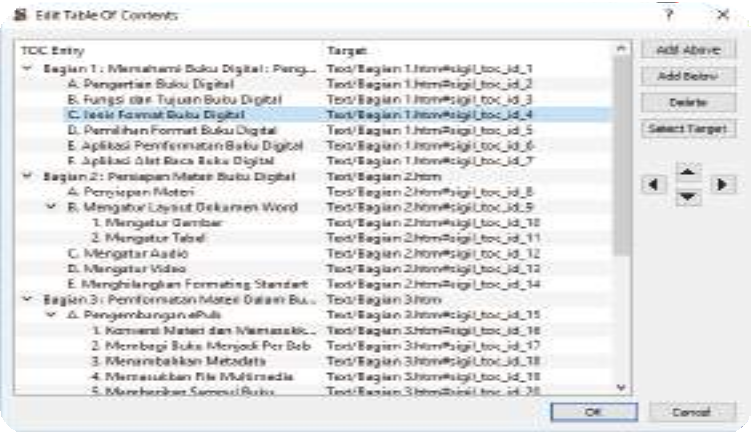 Edit Table Of Contents
TOC Entry Target
Bagian 1: Memahami Buku Digital: Peng... Text/Bagian 1.htm#sigil_toc_id_1
A. Pengertian Buku Digital Text/Bagian 1.htm#sigil_toc_id_2
B. Fungsi dan Tujuan Buku Digital Text/Bagian 1.htm#sigil_toc_id_3
C. Jenis Format Buku Digital Text/Bagian 1.htm#sigil_toc_id_4
D. Pemilihan Format Buku Digital Text/Bagian 1.htm#sigil_toc_id_5
E. Aplikasi Pemformatan Buku Digital Text/Bagian 1.htm#sigil_toc_id_6
F. Aplikasi Alat Baca Buku Digital Text/Bagian 1.htm#sigil_toc_id_7
Bagian 2: Persiapan Materi Buku Digital Text/Bagian 2.htm
A. Penyiapan Materi Text/Bagian 2.htm#sigil_toc_id_8
B. Mengatur Layout Dokumen Word Text/Bagian 2.htm#sigil_toc_id_9
1. Mengatur Gambar Text/Bagian 2.htm#sigil_toc_id_10
2. Mengatur Tabel Text/Bagian 2.htm#sigil_toc_id_11
C. Mengatur Audio Text/Bagian 2.htm#sigil_toc_id_12
D. Mengatur Video Text/Bagian 2.htm#sigil_toc_id_13
E. Menghilangkan Formating Standart Text/Bagian 2.htm#sigil_toc_id_14
Bagian 3: Pemformatan Materi Dalam Bu... Text/Bagian 3.htm
A. Pengembangan ePub Text/Bagian 3.htm#sigil_toc_id_15
1. Konversi Materi dan Memasukk... Text/Bagian 3.htm#sigil_toc_id_16
2. Membagi Buku Menjadi Per Bab Text/Bagian 3.htm#sigil_toc_id_17
3. Menambahkan Metadata Text/Bagian 3.htm#sigil_toc_id_18
4. Memasukkan File Multimedia Text/Bagian 3.htm#sigil_toc_id_19
5. Memberikan Sampul Buku Text/Bagian 3.htm#sigil_toc_id_20
Add Above
Add Below
Delete
Select Target
OK
Cancel